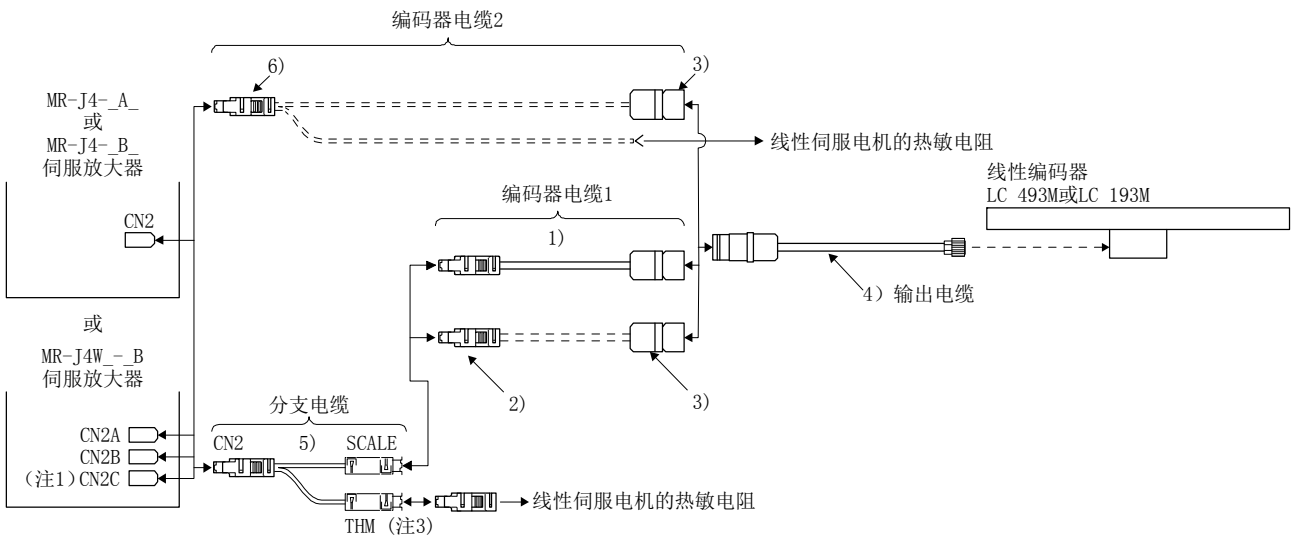 编码器电缆2
6)
3)
MR-J4-_A_
或
MR-J4-_B_
伺服放大器
线性伺服电机的热敏电阻
线性编码器
LC 493M或LC 193M
编码器电缆1
CN2
1)
4) 输出电缆
或
MR-J4W_-_B
伺服放大器
2)
3)
分支电缆
CN2A
CN2 5) SCALE
CN2B
(注1) CN2C
线性伺服电机的热敏电阻
THM (注3)